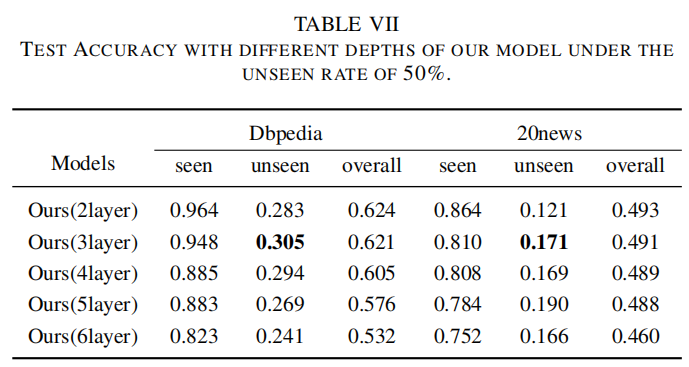 TABLE VII
TEST ACCURACY WITH DIFFERENT DEPTHS OF OUR MODEL UNDER THE
UNSEEN RATE OF 50%.
Dbpedia 20news
Models seen unseen overall seen unseen overall
Ours(2layer) 0.964 0.283 0.624 0.864 0.121 0.493
Ours(3layer) 0.948 0.305 0.621 0.810 0.171 0.491
Ours(4layer) 0.885 0.294 0.605 0.808 0.169 0.489
Ours(5layer) 0.883 0.269 0.576 0.784 0.190 0.488
Ours(6layer) 0.823 0.241 0.532 0.752 0.166 0.460